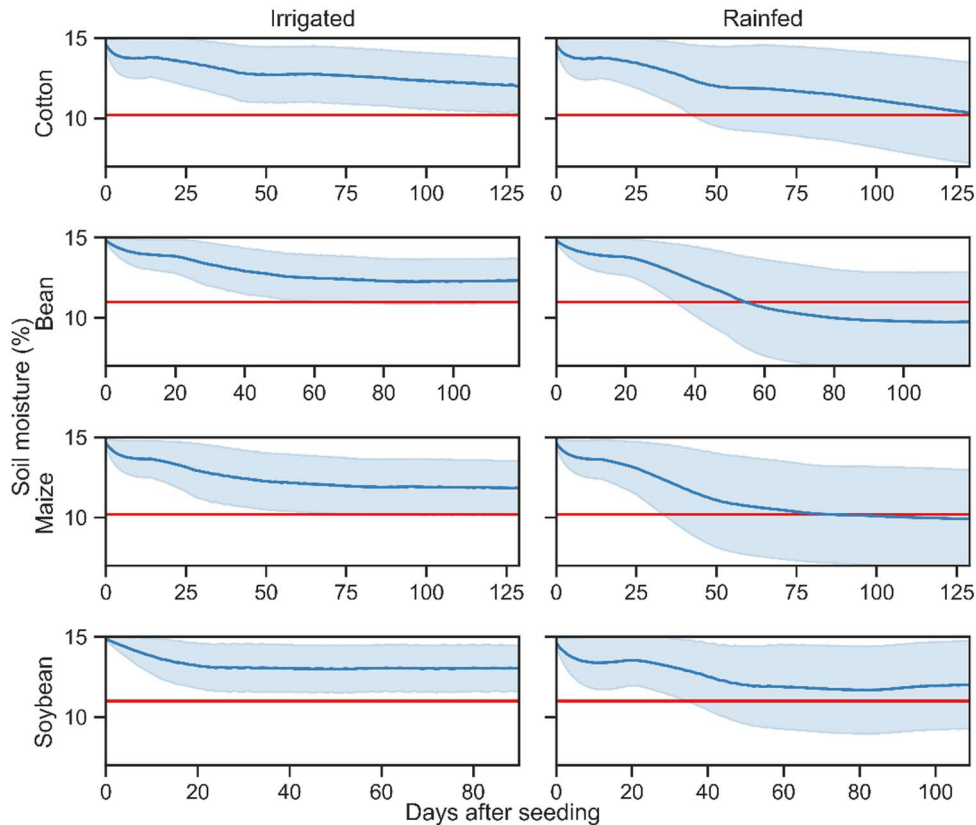 Irrigated Rainfed
15
10
Cotton
0 25 50 75 100 125 0 25 50 75 100 125
15
10
Bean
0 20 40 60 80 100 0 20 40 60 80 100
Soil moisture (%)
15
10
Maize
0 25 50 75 100 125 0 25 50 75 100 125
15
10
Soybean
0 20 40 60 80 0 20 40 60 80 100
Days after seeding